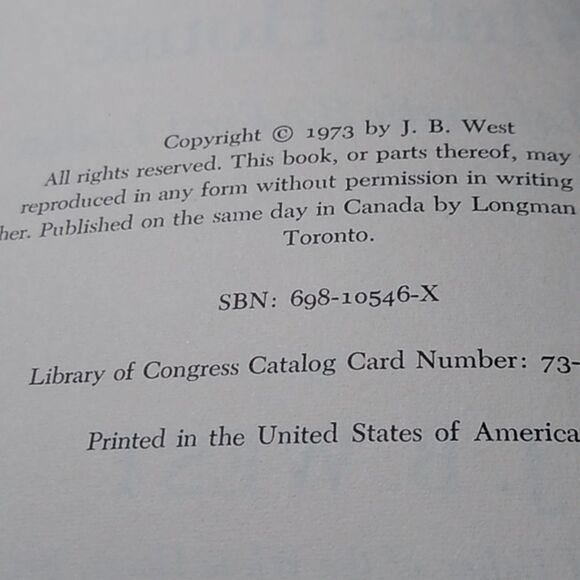 Copyright © 1973 by J. B. West
All rights reserved. This book, or parts thereof, may
reproduced in any form without permission in writing
her. Published on the same day in Canada by Longman
Toronto.
SBN: 698-10546-X
Library of Congress Catalog Card Number: 73-
Printed in the United States of America